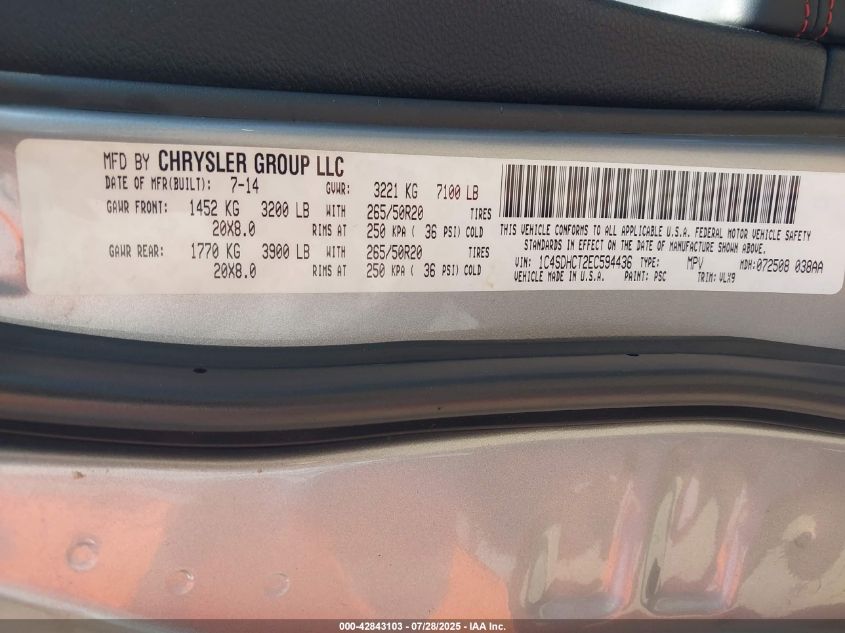 MFD BY CHRYSLER GROUP LLC
DATE OF MFR(BUILT): 7-14 GVWR: 3221 KG 7100 LB
GAWR FRONT: 1452 KG 3200 LB WITH 265/50R20 TIRES
20X8.0 RIMS AT 250 KPA ( 36 PSI) COLD
GAWR REAR: 1770 KG 3900 LB WITH 265/50R20 TIRES
20X8.0 RIMS AT 250 KPA ( 36 PSI) COLD
THIS VEHICLE CONFORMS TO ALL APPLICABLE U.S.A. FEDERAL MOTOR VEHICLE SAFETY
STANDARDS IN EFFECT ON THE DATE OF MANUFACTURE SHOWN ABOVE.
VIN: 1C4SDHCT2EC594436 TYPE: MPV MDH:072508 038AA
VEHICLE MADE IN U.S.A. PAINT: PSC TRIM: VLX9
000-42843103 - 07/28/2025 - IAA Inc.